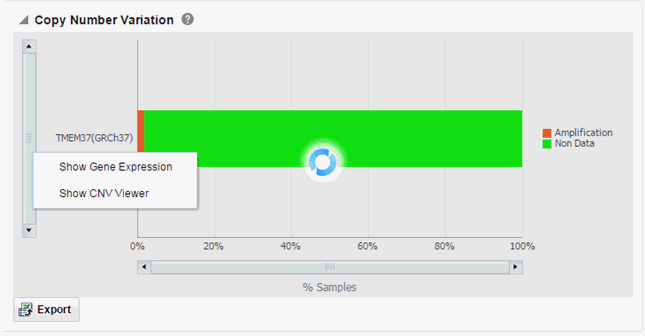 Copy Number Variation ?
TMEM37(GRCh37)
Amplification
Non Data
Show Gene Expression
Show CNV Viewer
0% 20% 40% 60% 80% 100%
% Samples
Export